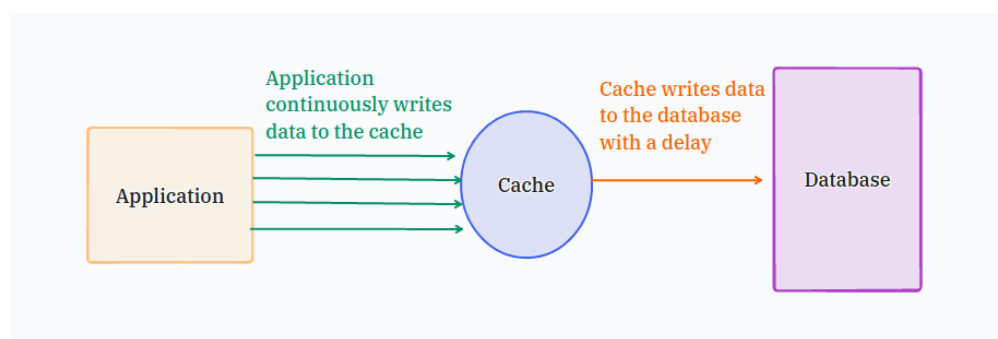 Application
continuously writes
data to the cache
Cache writes data
to the database
with a delay
Application
Cache
Database